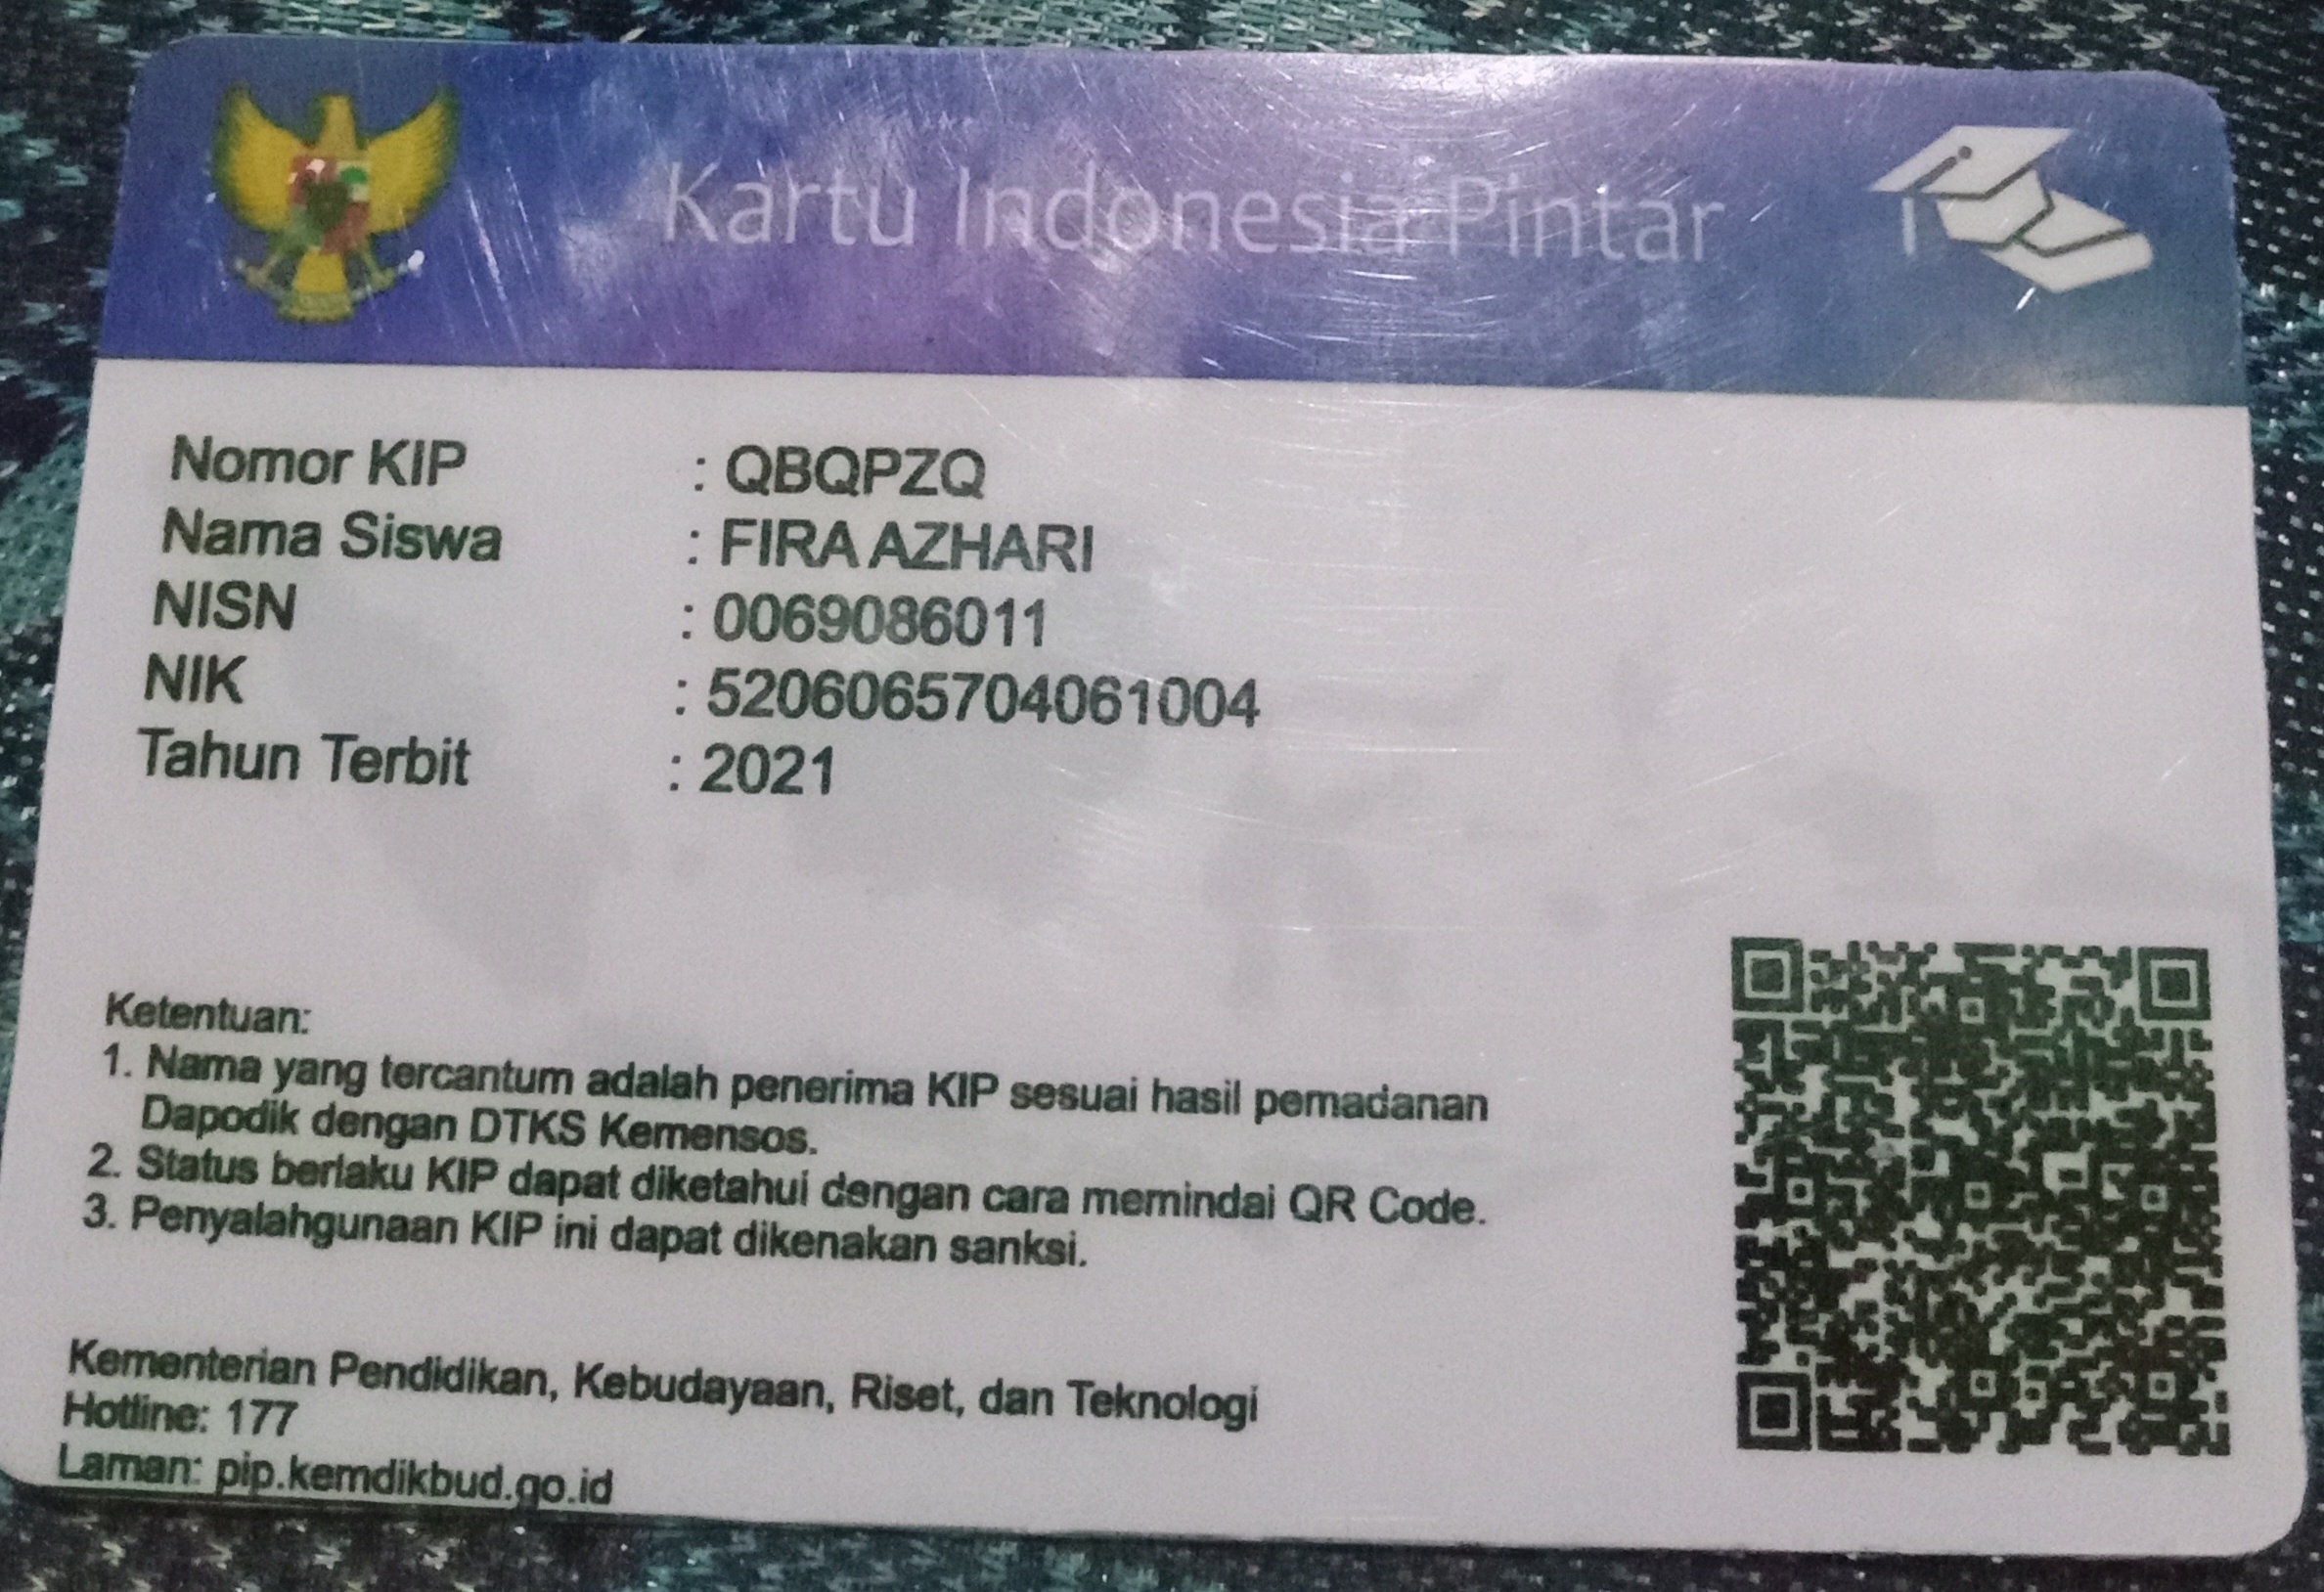 Kartu Indonesia Pintar
Nomor KIP : QBQPZQ
Nama Siswa : FIRA AZHARI
NISN : 0069086011
NIK : 5206065704061004
Tahun Terbit : 2021
Ketentuan:
1. Nama yang tercantum adalah penerima KIP sesuai hasil pemadanan
Dapodik dengan DTKS Kemensos.
2. Status berlaku KIP dapat diketahui dengan cara memindai QR Code.
3. Penyalahgunaan KIP ini dapat dikenakan sanksi.
Kementerian Pendidikan, Kebudayaan, Riset, dan Teknologi
Hotline: 177
Laman: pip.kemdikbud.go.id